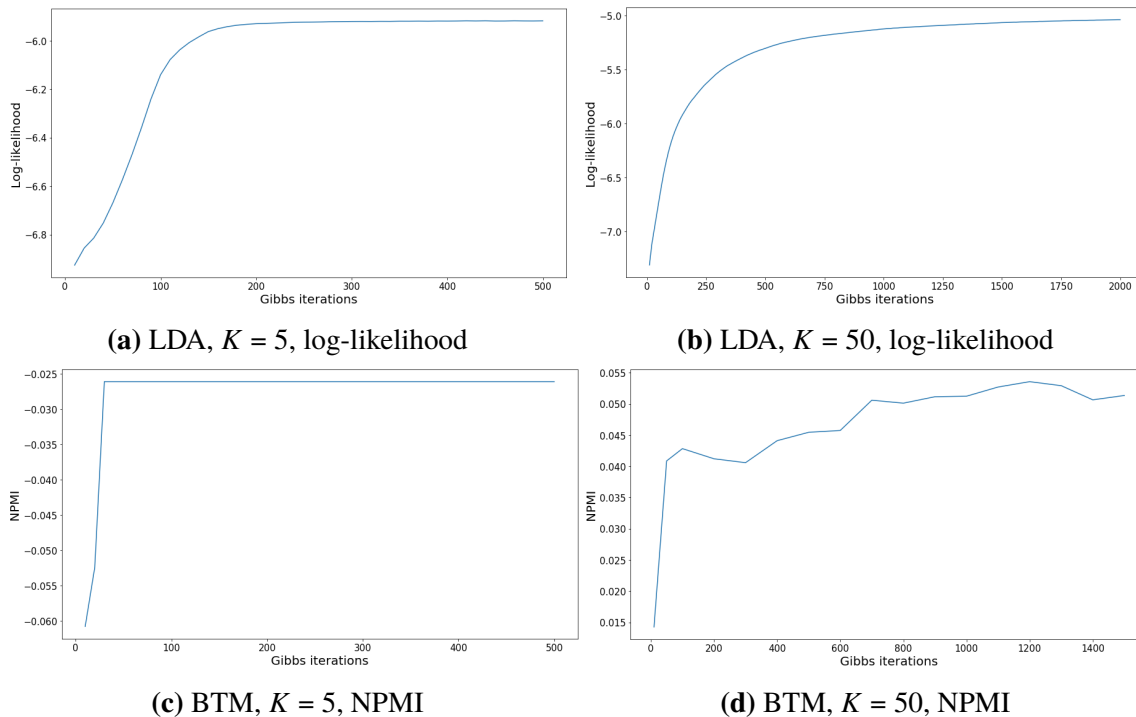 −6.0
−6.2
−6.4
−6.6
−6.8
Log-likelihood
0 100 200 300 400 500
Gibbs iterations
(a) LDA, K = 5, log-likelihood
−5.0
−5.5
−6.0
−6.5
−7.0
Log-likelihood
0 250 500 750 1000 1250 1500 1750 2000
Gibbs iterations
(b) LDA, K = 50, log-likelihood
−0.025
−0.030
−0.035
−0.040
−0.045
−0.050
−0.055
−0.060
NPMI
0 100 200 300 400 500
Gibbs iterations
(c) BTM, K = 5, NPMI
0.055
0.050
0.045
0.040
0.035
0.030
0.025
0.020
0.015
NPMI
0 200 400 600 800 1000 1200 1400
Gibbs iterations
(d) BTM, K = 50, NPMI